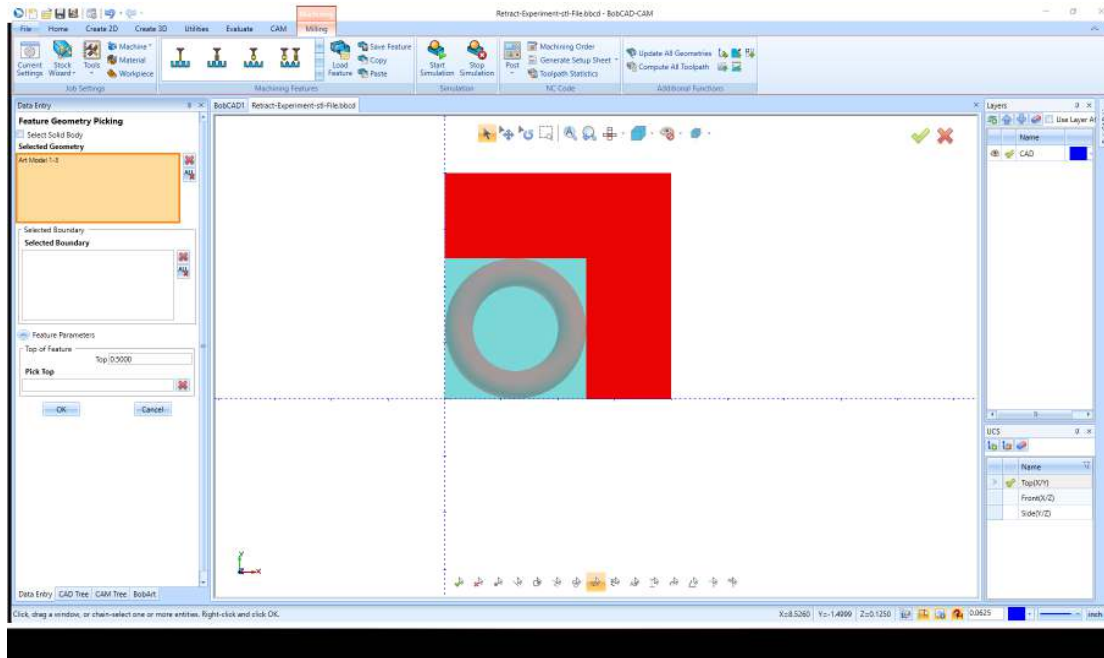 Retract-Experiment-stl-File.bbcd - BobCAD-CAM
Machining
File Home Create 2D Create 3D Utilities Evaluate CAM Milling
Current Settings
Stock Wizard
Tools
Machine
Material
Workpiece
Load Feature
Save Feature
Copy
Paste
Start Simulation
Stop Simulation
Post
Machining Order
Generate Setup Sheet
Toolpath Statistics
Update All Geometries
Compute All Toolpath
Job Settings Machining Features Simulation NC Code Additional Functions
Data Entry
BobCAD1 Retract-Experiment-stl-File.bbcd
Feature Geometry Picking
Select Solid Body
Selected Geometry
Art Model 1-3
ALL
Selected Boundary
Selected Boundary
ALL
Feature Parameters
Top of Feature
Top 0.5000
Pick Top
OK Cancel
Y
X
Layers
Use Layer
Name
CAD
UCS
Name
Top(X/Y)
Front(X/Z)
Side(Y/Z)
Data Entry CAD Tree CAM Tree BobArt
Click, drag a window, or chain-select one or more entities. Right-click and click OK.
X=8.5260 Y=-1.4999 Z=0.1250 0.0625 inch